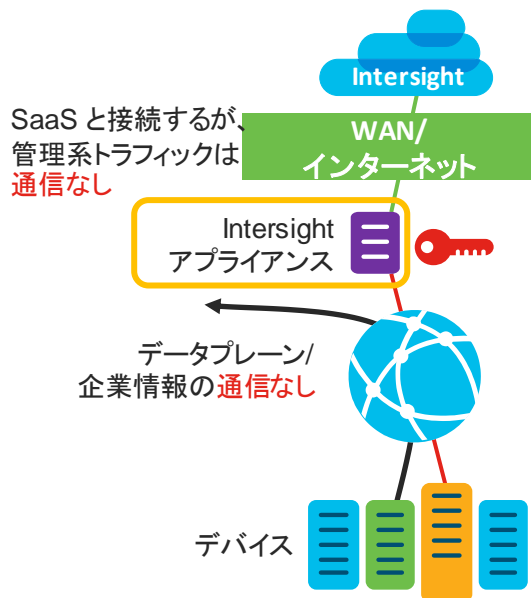 Intersight
SaaS と接続するが、
管理系トラフィックは
通信なし
WAN/
インターネット
Intersight
アプライアンス
データプレーン/
企業情報の通信なし
デバイス